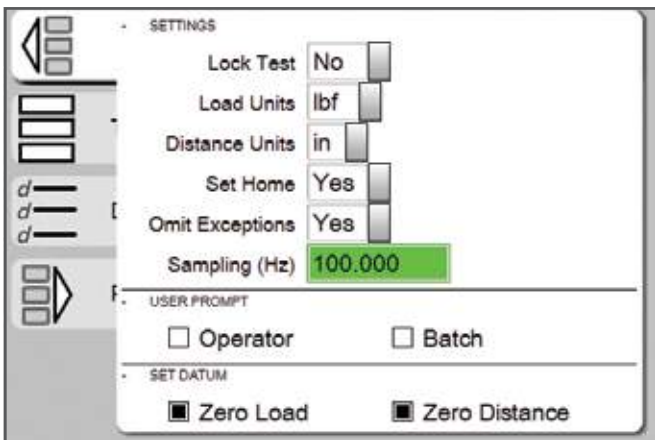 SETTINGS
Lock Test No
Load Units lbf
Distance Units in
Set Home Yes
Omit Exceptions Yes
Sampling (Hz) 100.000
USER PROMPT
Operator Batch
SET DATUM
Zero Load Zero Distance
d
d
d